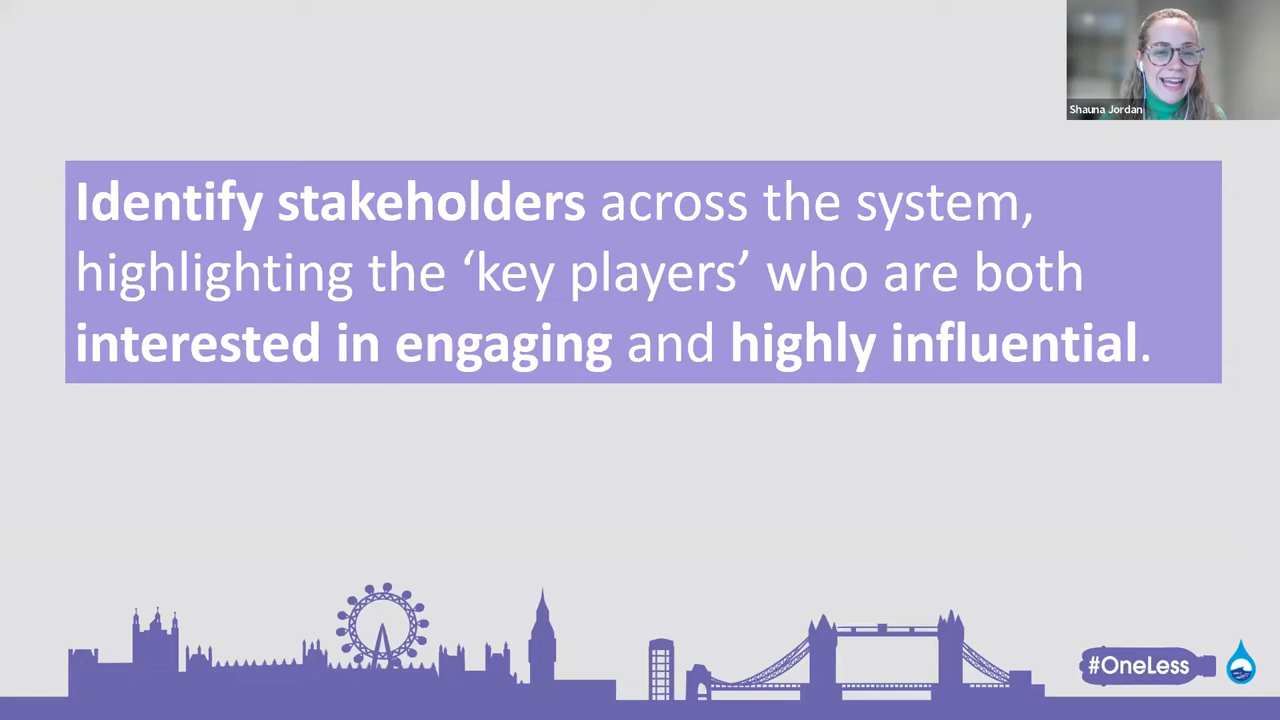 Shauna Jordan
Identify stakeholders across the system,
highlighting the ‘key players’ who are both
interested in engaging and highly influential.
#OneLess